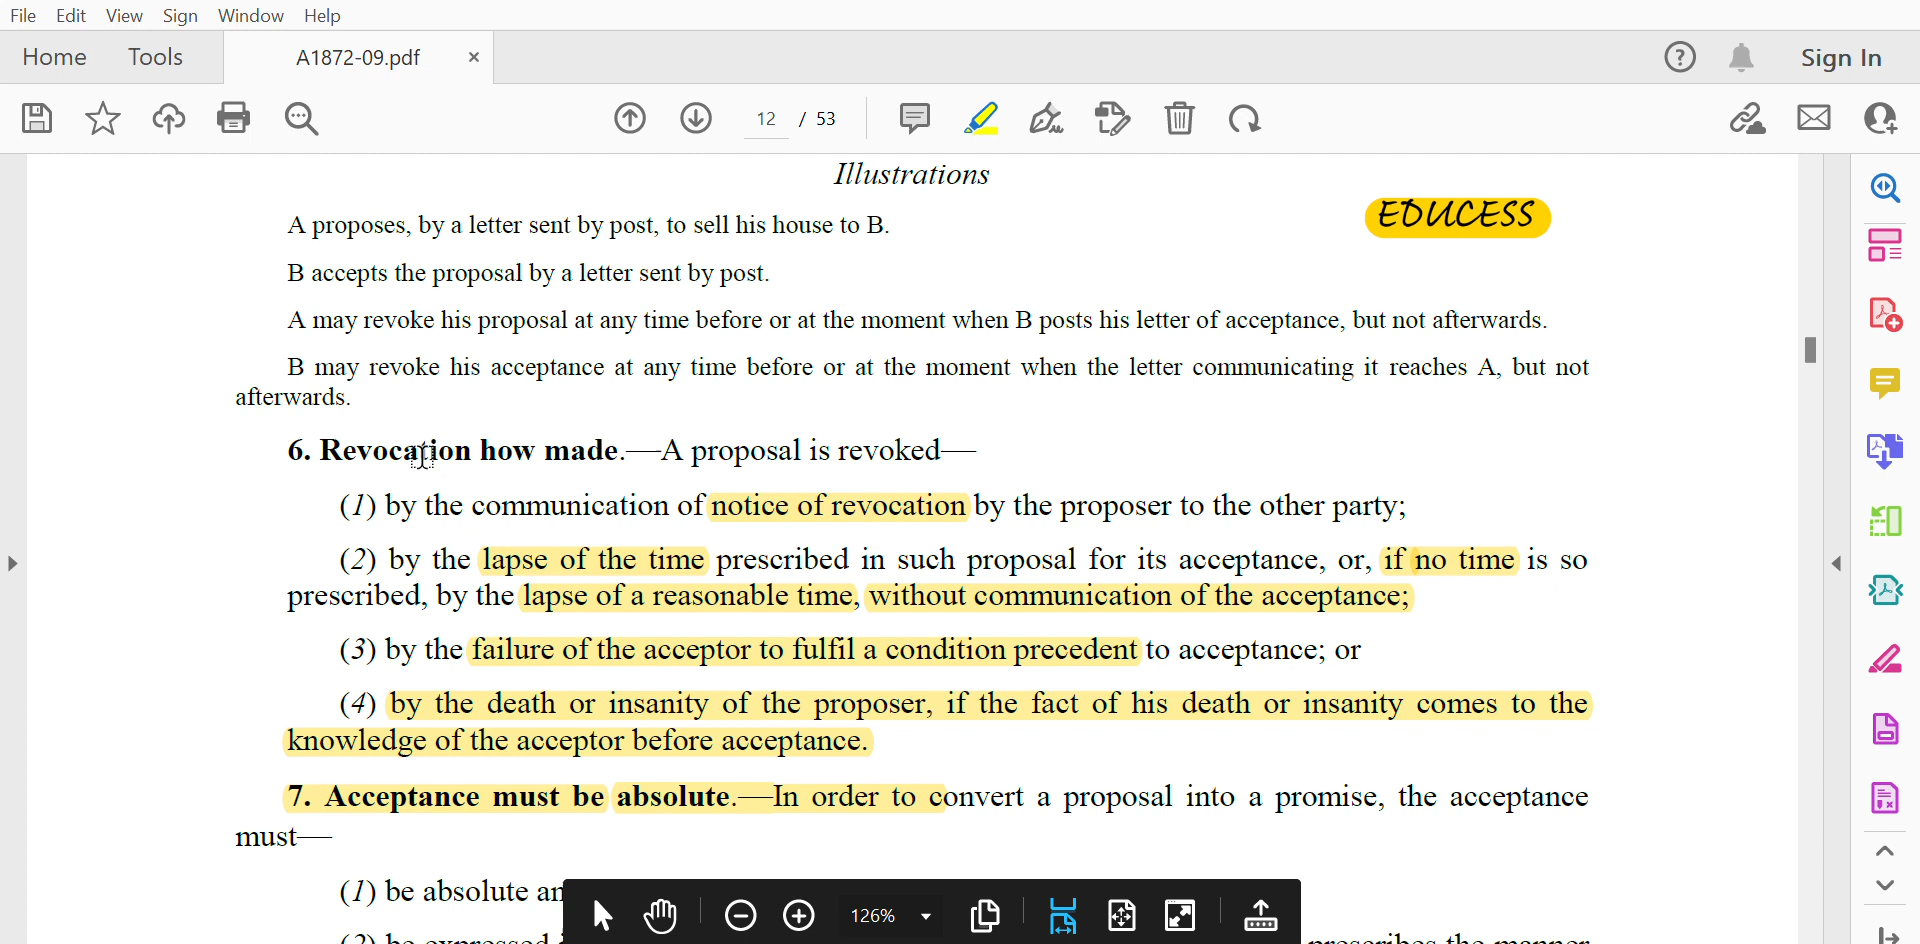 File Edit View Sign Window Help
Home Tools A1872-09.pdf × Sign In
12 / 53
Illustrations
EDUCESS
A proposes, by a letter sent by post, to sell his house to B.
B accepts the proposal by a letter sent by post.
A may revoke his proposal at any time before or at the moment when B posts his letter of acceptance, but not afterwards.
B may revoke his acceptance at any time before or at the moment when the letter communicating it reaches A, but not
afterwards.
6. Revocation how made.—A proposal is revoked—
(1) by the communication of notice of revocation by the proposer to the other party;
(2) by the lapse of the time prescribed in such proposal for its acceptance, or, if no time is so
prescribed, by the lapse of a reasonable time, without communication of the acceptance;
(3) by the failure of the acceptor to fulfil a condition precedent to acceptance; or
(4) by the death or insanity of the proposer, if the fact of his death or insanity comes to the
knowledge of the acceptor before acceptance.
7. Acceptance must be absolute.—In order to convert a proposal into a promise, the acceptance
must—
(1) be absolute
126%